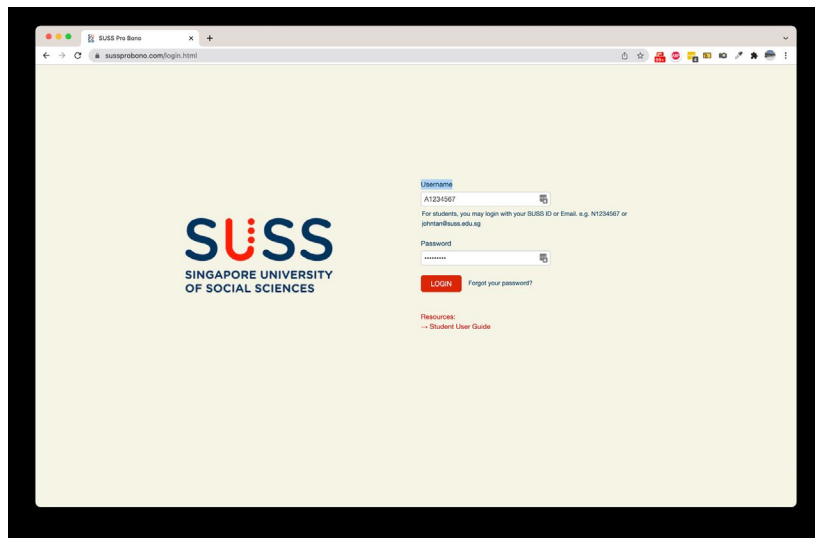 SUSS Pro Bono
sussprobono.com/login.html
99+
Username
A1234567
For students, you may login with your SUSS ID or Email. e.g. N1234567 or
johntan@suss.edu.sg
Password
LOGIN
Forgot your password?
Resources:
→ Student User Guide
SUSS
SINGAPORE UNIVERSITY
OF SOCIAL SCIENCES